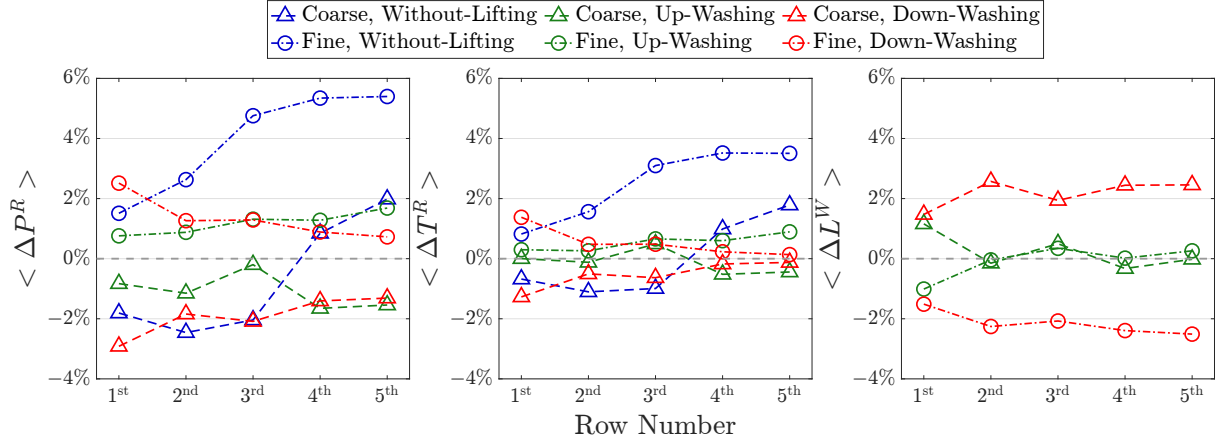 Coarse, Without-Lifting Coarse, Up-Washing Coarse, Down-Washing
Fine, Without-Lifting Fine, Up-Washing Fine, Down-Washing
< ΔP^R >
6%
4%
2%
0%
−2%
−4%
1st 2nd 3rd 4th 5th
< ΔT^R >
6%
4%
2%
0%
−2%
−4%
1st 2nd 3rd 4th 5th
< ΔL^W >
6%
4%
2%
0%
−2%
−4%
1st 2nd 3rd 4th 5th
Row Number